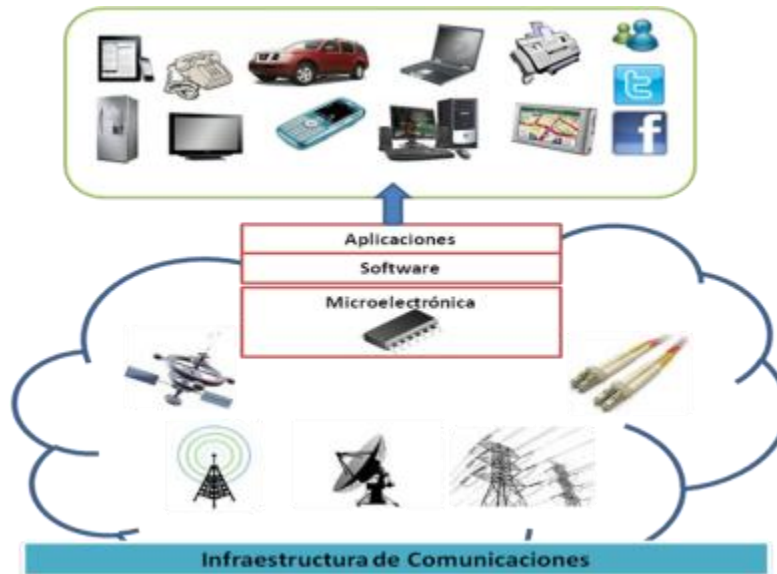 Aplicaciones
Software
Microelectrónica
Infraestructura de Comunicaciones